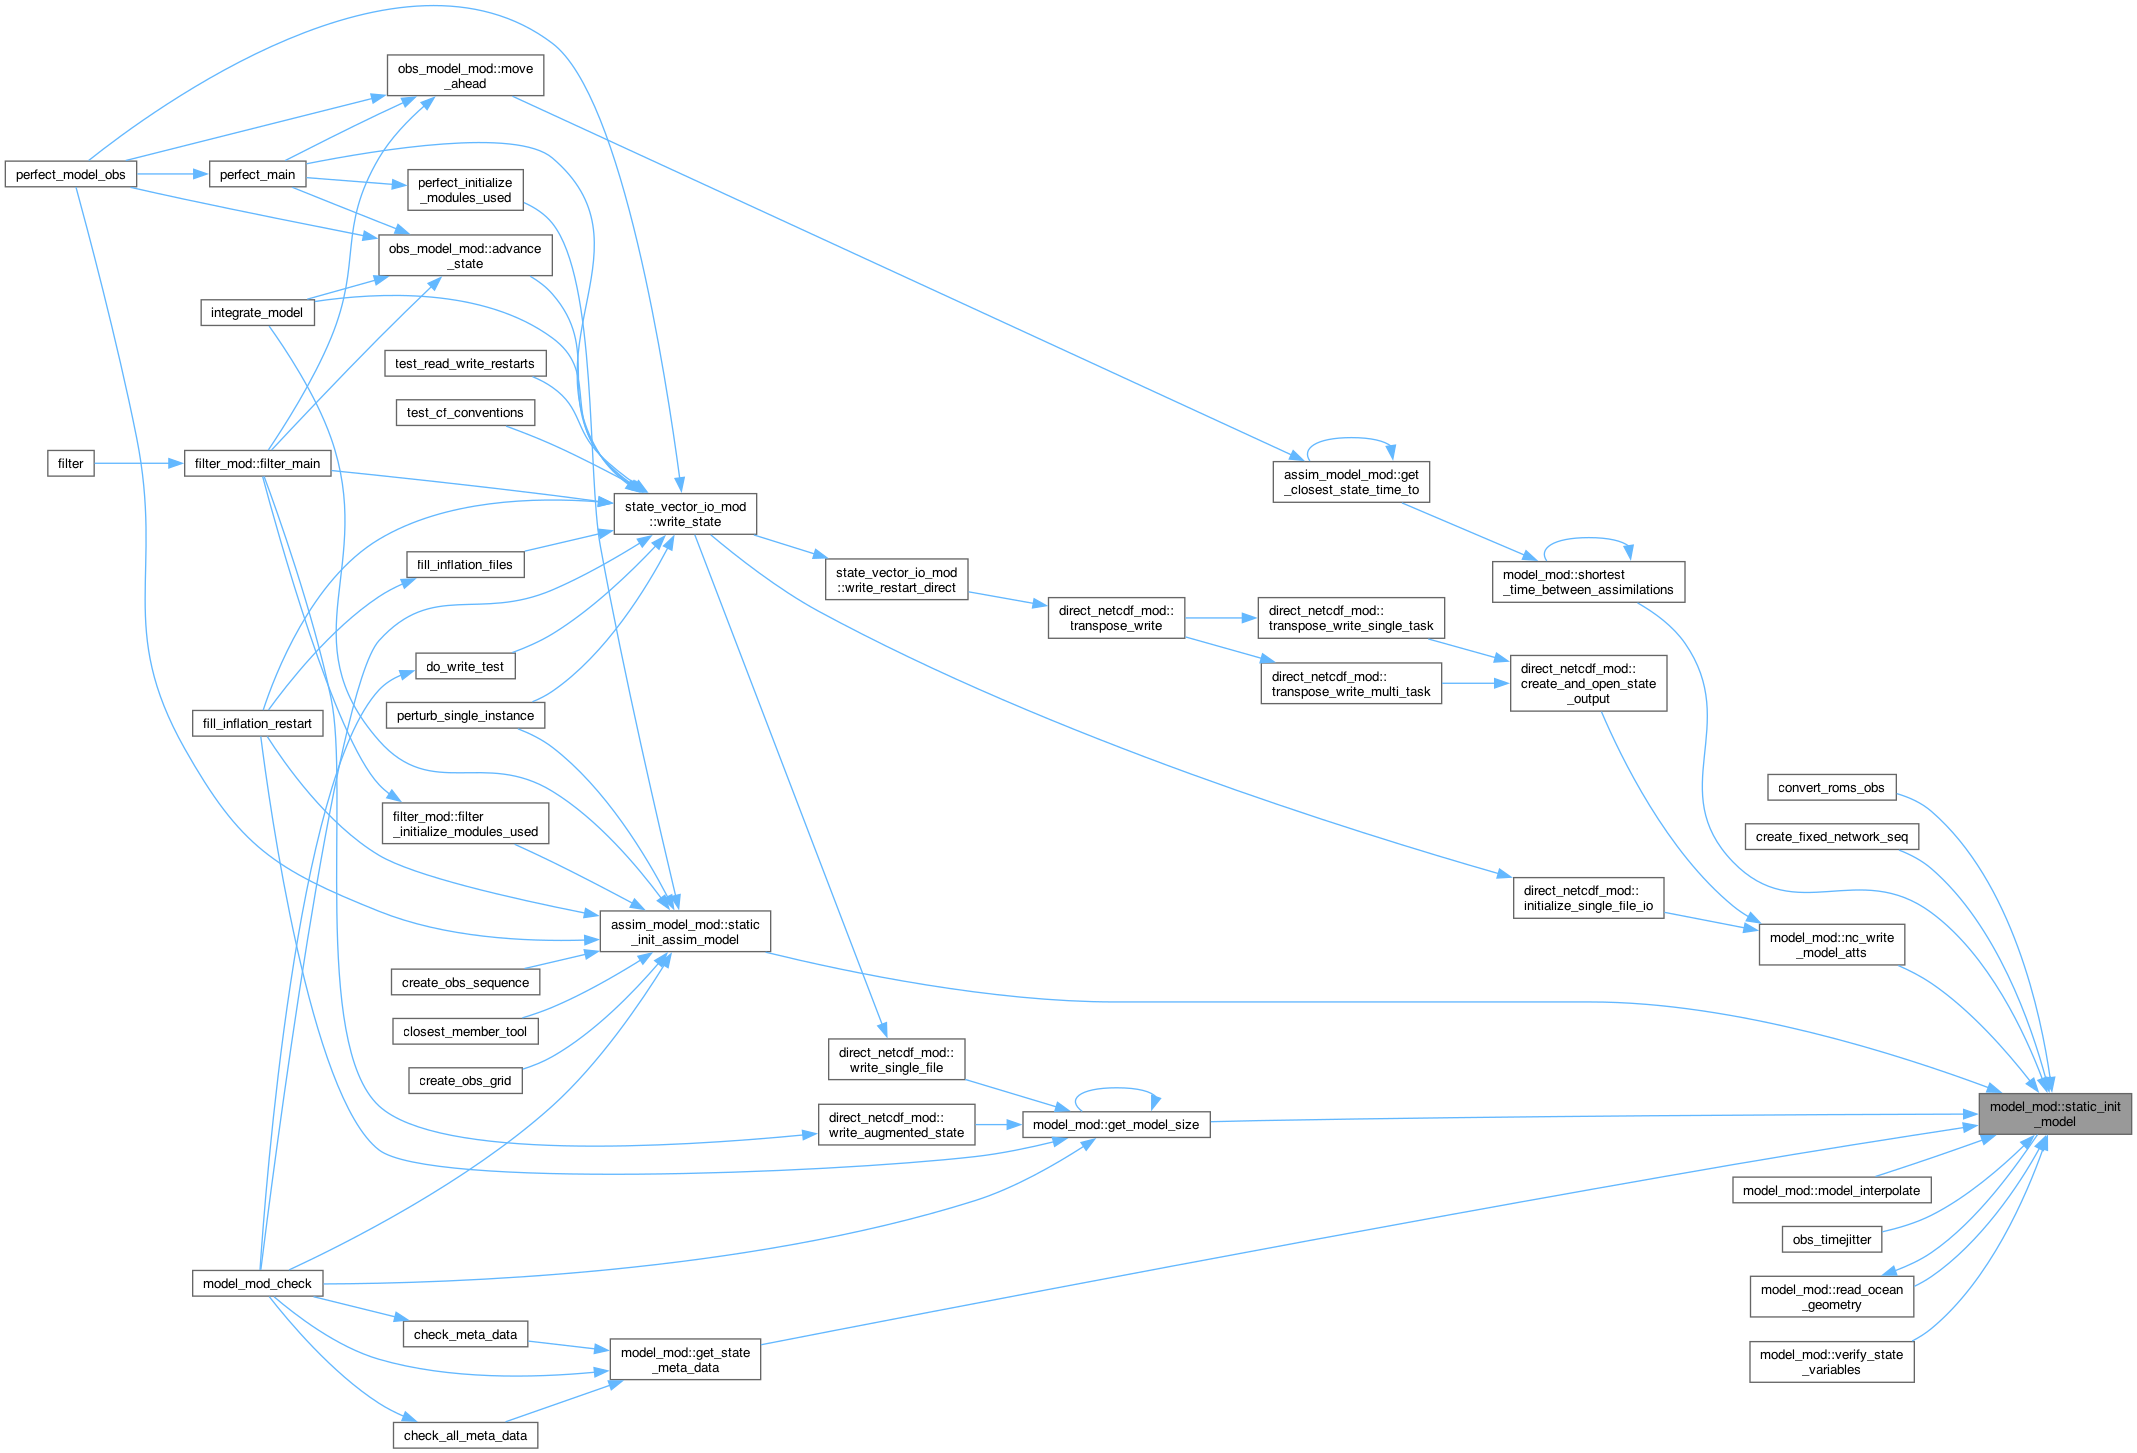 obs_model_mod::move
_ahead
perfect_model_obs
perfect_main
perfect_initialize
_modules_used
obs_model_mod::advance
_state
integrate_model
test_read_write_restarts
test_cf_conventions
filter
filter_mod::filter_main
assim_model_mod::get
_closest_state_time_to
state_vector_io_mod
::write_state
fill_inflation_files
state_vector_io_mod
::write_restart_direct
model_mod::shortest
_time_between_assimilations
direct_netcdf_mod::
transpose_write
direct_netcdf_mod::
transpose_write_single_task
do_write_test
direct_netcdf_mod::
transpose_write_multi_task
direct_netcdf_mod::
create_and_open_state
_output
perturb_single_instance
fill_inflation_restart
convert_roms_obs
filter_mod::filter
_initialize_modules_used
create_fixed_network_seq
direct_netcdf_mod::
initialize_single_file_io
assim_model_mod::static
_init_assim_model
model_mod::nc_write
_model_atts
create_obs_sequence
closest_member_tool
direct_netcdf_mod::
write_single_file
create_obs_grid
direct_netcdf_mod::
write_augmented_state
model_mod::get_model_size
model_mod::static_init
_model
model_mod::model_interpolate
obs_timejitter
model_mod_check
model_mod::read_ocean
_geometry
check_meta_data
model_mod::get_state
_meta_data
model_mod::verify_state
_variables
check_all_meta_data